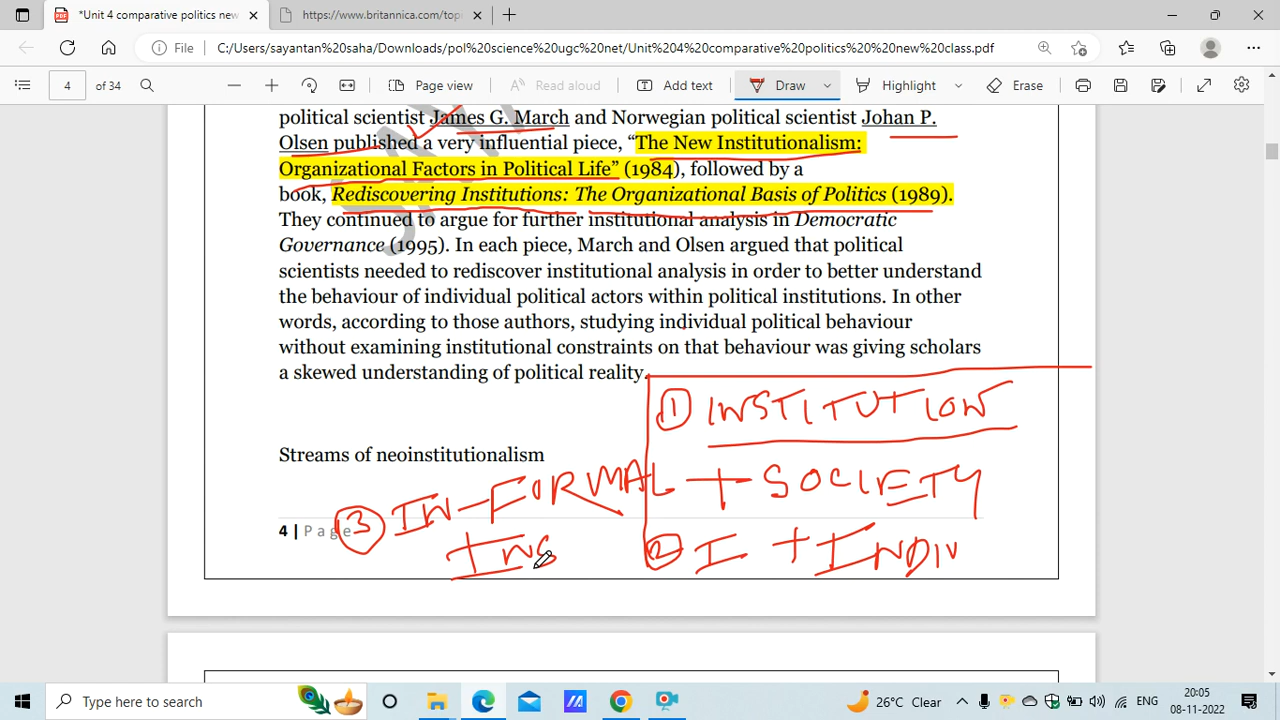 *Unit 4 comparative politics new
https://www.britannica.com/top
File
C:/Users/sayantan%20saha/Downloads/pol%20science%20ugc%20net/Unit%204%20comparative%20politics%20%20new%20class.pdf
4 of 34
Page view
Read aloud
Add text
Draw
Highlight
Erase
political scientist James G. March and Norwegian political scientist Johan P.
Olsen published a very influential piece, “The New Institutionalism:
Organizational Factors in Political Life” (1984), followed by a
book, Rediscovering Institutions: The Organizational Basis of Politics (1989).
They continued to argue for further institutional analysis in Democratic
Governance (1995). In each piece, March and Olsen argued that political
scientists needed to rediscover institutional analysis in order to better understand
the behaviour of individual political actors within political institutions. In other
words, according to those authors, studying individual political behaviour
without examining institutional constraints on that behaviour was giving scholars
a skewed understanding of political reality.
① INSTITUTION
Streams of neoinstitutionalism
+ SOCIETY
③ IN-FORMAL
INS
② I + INDIV
4 | Page
Type here to search
26°C Clear
ENG
20:05
08-11-2022